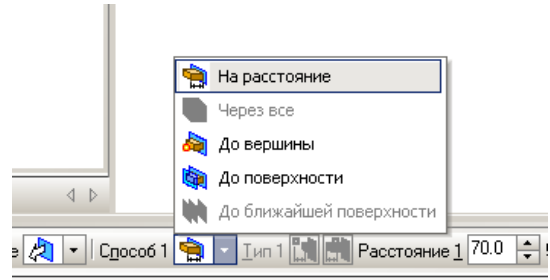 На расстояние
Через все
До вершины
До поверхности
До ближайшей поверхности
е Способ 1 Тип 1 Расстояние 1 70.0